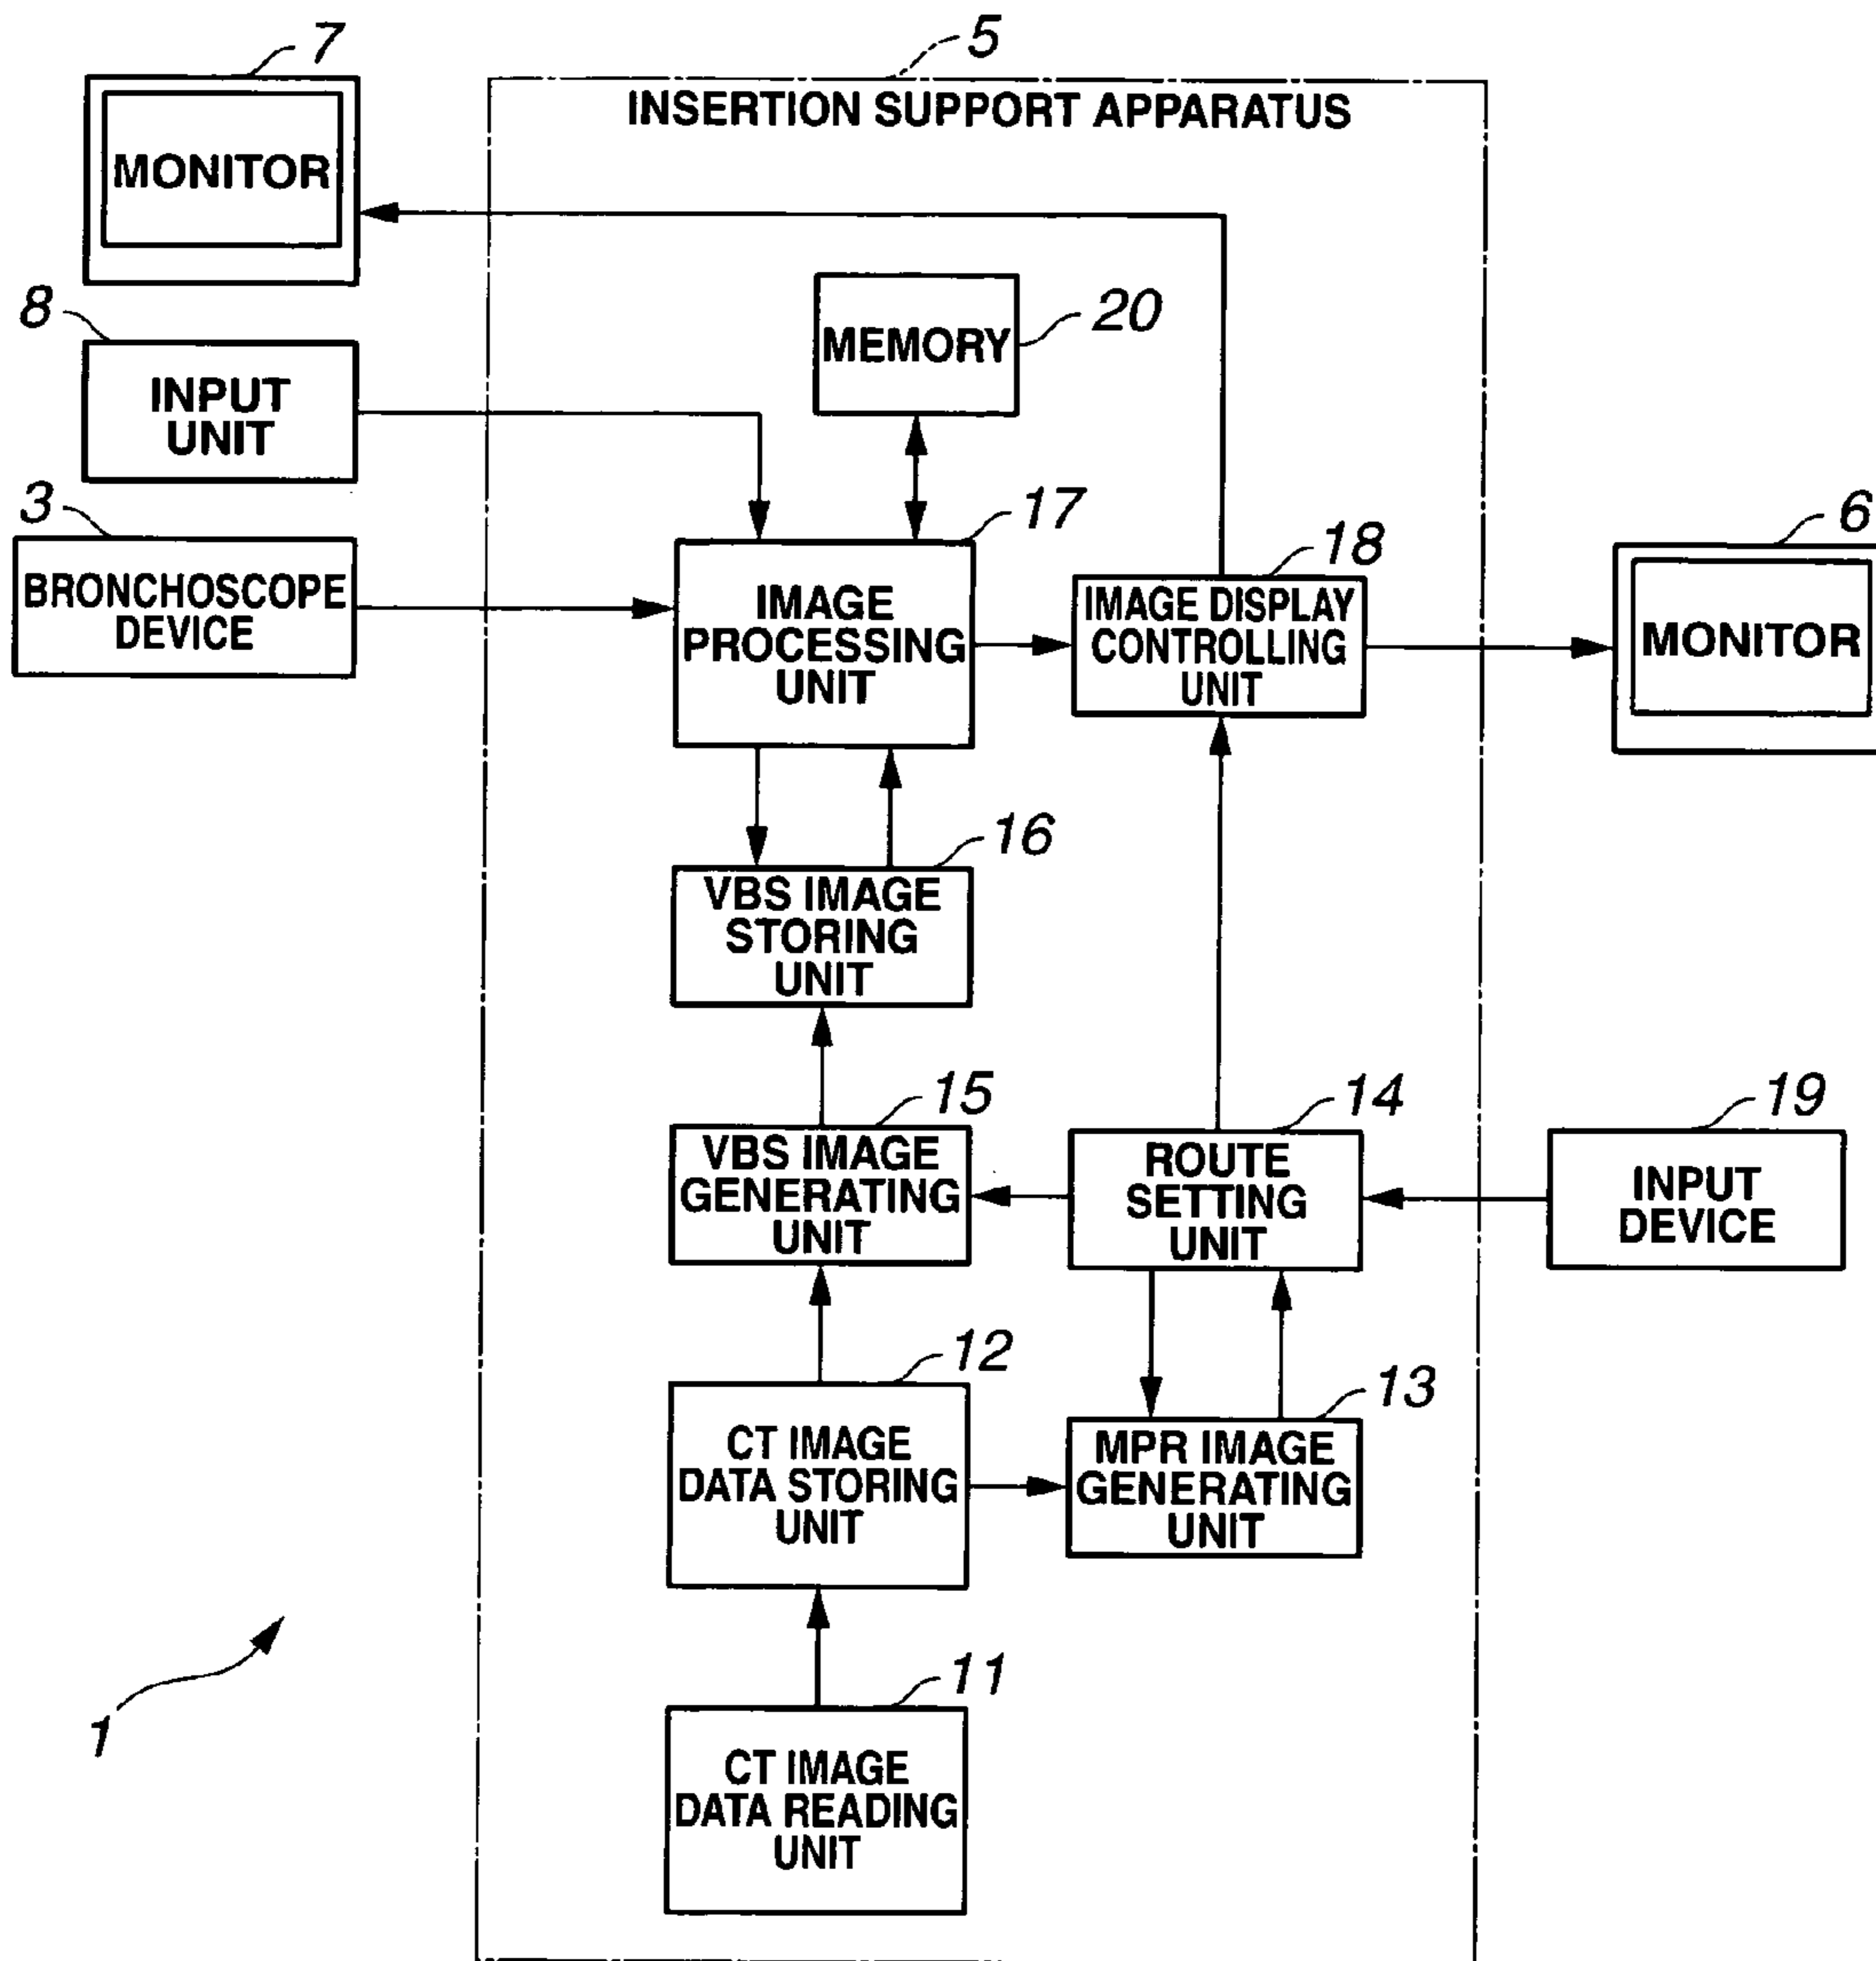 7
5
INSERTION SUPPORT APPARATUS
MONITOR
20
MEMORY
8
INPUT
UNIT
3
BRONCHOSCOPE
DEVICE
17
IMAGE
PROCESSING
UNIT
18
IMAGE DISPLAY
CONTROLLING
UNIT
6
MONITOR
16
VBS IMAGE
STORING
UNIT
15
VBS IMAGE
GENERATING
UNIT
14
ROUTE
SETTING
UNIT
19
INPUT
DEVICE
12
CT IMAGE
DATA STORING
UNIT
13
MPR IMAGE
GENERATING
UNIT
11
CT IMAGE
DATA READING
UNIT
1